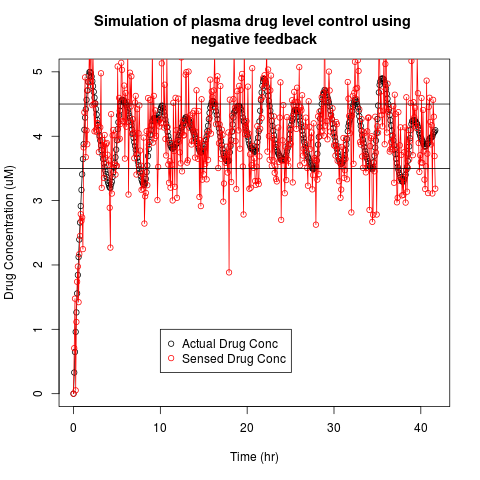 Simulation of plasma drug level control using
negative feedback
Drug Concentration (uM)
5
4
3
2
1
0
Actual Drug Conc
Sensed Drug Conc
0 10 20 30 40
Time (hr)